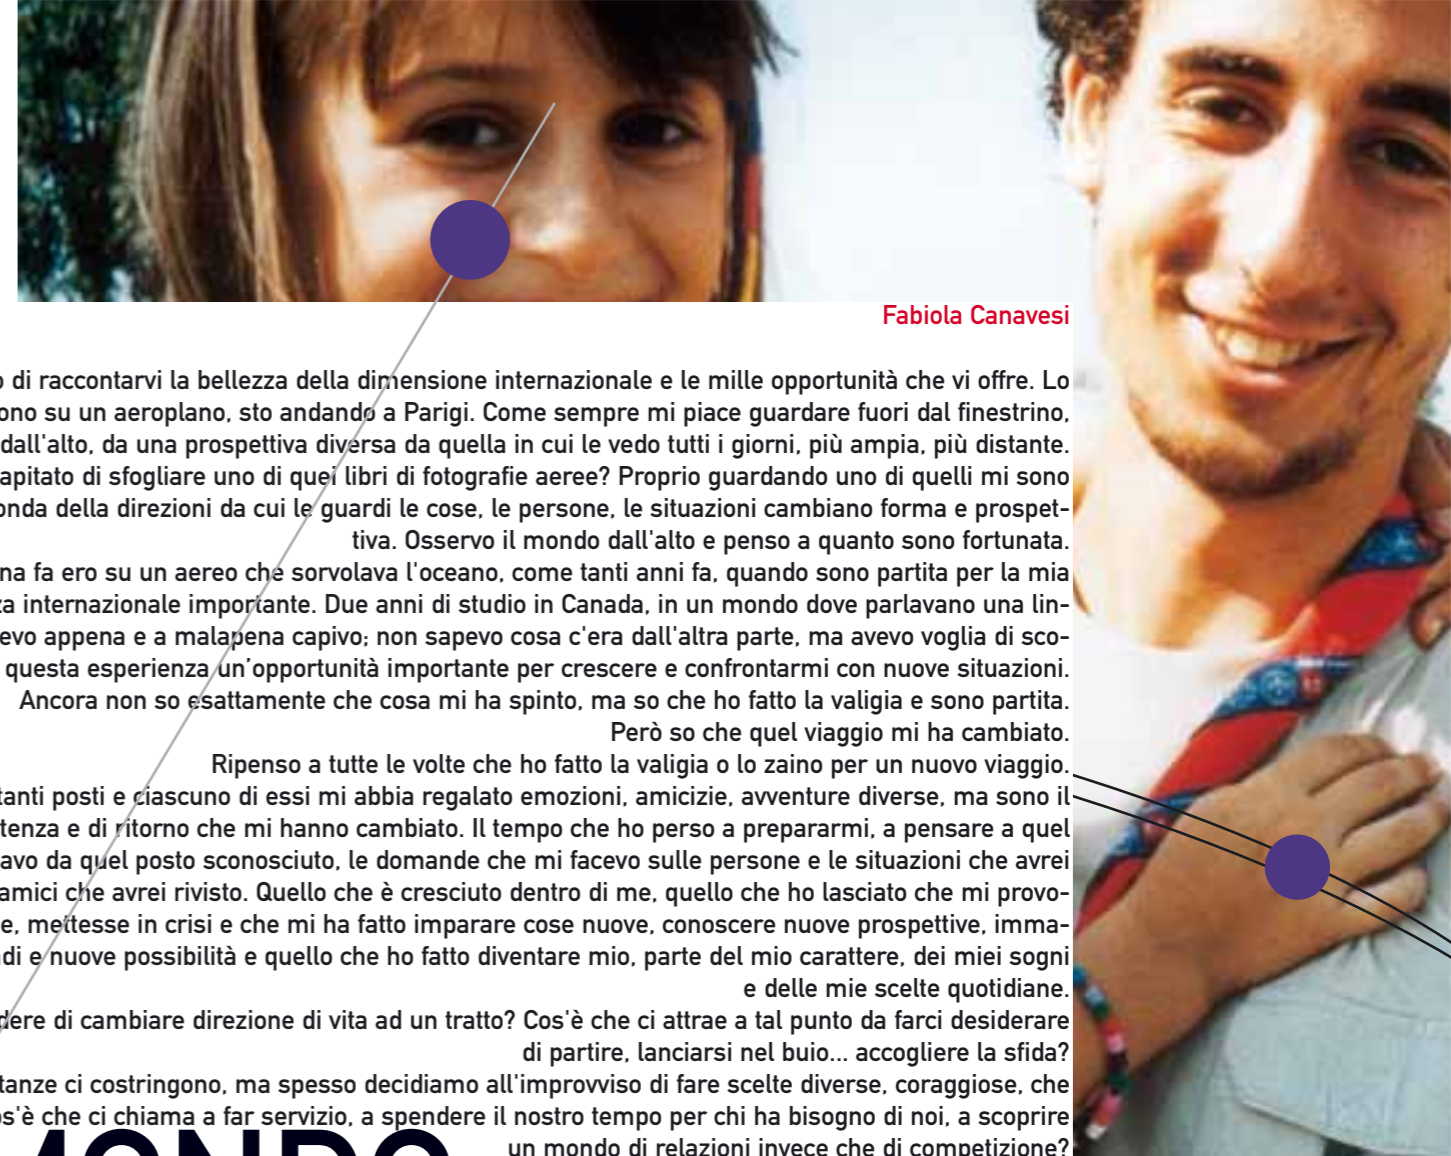 Fabiola Canavesi
di raccontarvi la bellezza della dimensione internazionale e le mille opportunità che vi offre. Lo
su un aeroplano, sto andando a Parigi. Come sempre mi piace guardare fuori dal finestrino,
dall'alto, da una prospettiva diversa da quella in cui le vedo tutti i giorni, più ampia, più distante.
apitato di sfogliare uno di quei libri di fotografie aeree? Proprio guardando uno di quelli mi sono
onda della direzioni da cui le guardi le cose, le persone, le situazioni cambiano forma e prospet-
tiva. Osservo il mondo dall'alto e penso a quanto sono fortunata.
na fa ero su un aereo che sorvolava l'oceano, come tanti anni fa, quando sono partita per la mia
za internazionale importante. Due anni di studio in Canada, in un mondo dove parlavano una lin-
evo appena e a malapena capivo; non sapevo cosa c'era dall'altra parte, ma avevo voglia di sco-
questa esperienza un'opportunità importante per crescere e confrontarmi con nuove situazioni.
Ancora non so esattamente che cosa mi ha spinto, ma so che ho fatto la valigia e sono partita.
Però so che quel viaggio mi ha cambiato.
Ripenso a tutte le volte che ho fatto la valigia o lo zaino per un nuovo viaggio.
tanti posti e ciascuno di essi mi abbia regalato emozioni, amicizie, avventure diverse, ma sono il
tenza e di ritorno che mi hanno cambiato. Il tempo che ho perso a prepararmi, a pensare a quel
avo da quel posto sconosciuto, le domande che mi facevo sulle persone e le situazioni che avrei
amici che avrei rivisto. Quello che è cresciuto dentro di me, quello che ho lasciato che mi provo-
e, mettesse in crisi e che mi ha fatto imparare cose nuove, conoscere nuove prospettive, imma-
di e nuove possibilità e quello che ho fatto diventare mio, parte del mio carattere, dei miei sogni
e delle mie scelte quotidiane.
dere di cambiare direzione di vita ad un tratto? Cos'è che ci attrae a tal punto da farci desiderare
di partire, lanciarsi nel buio... accogliere la sfida?
tanze ci costringono, ma spesso decidiamo all'improvviso di fare scelte diverse, coraggiose, che
os'è che ci chiama a far servizio, a spendere il nostro tempo per chi ha bisogno di noi, a scoprire
un mondo di relazioni invece che di competizione?
MONDO